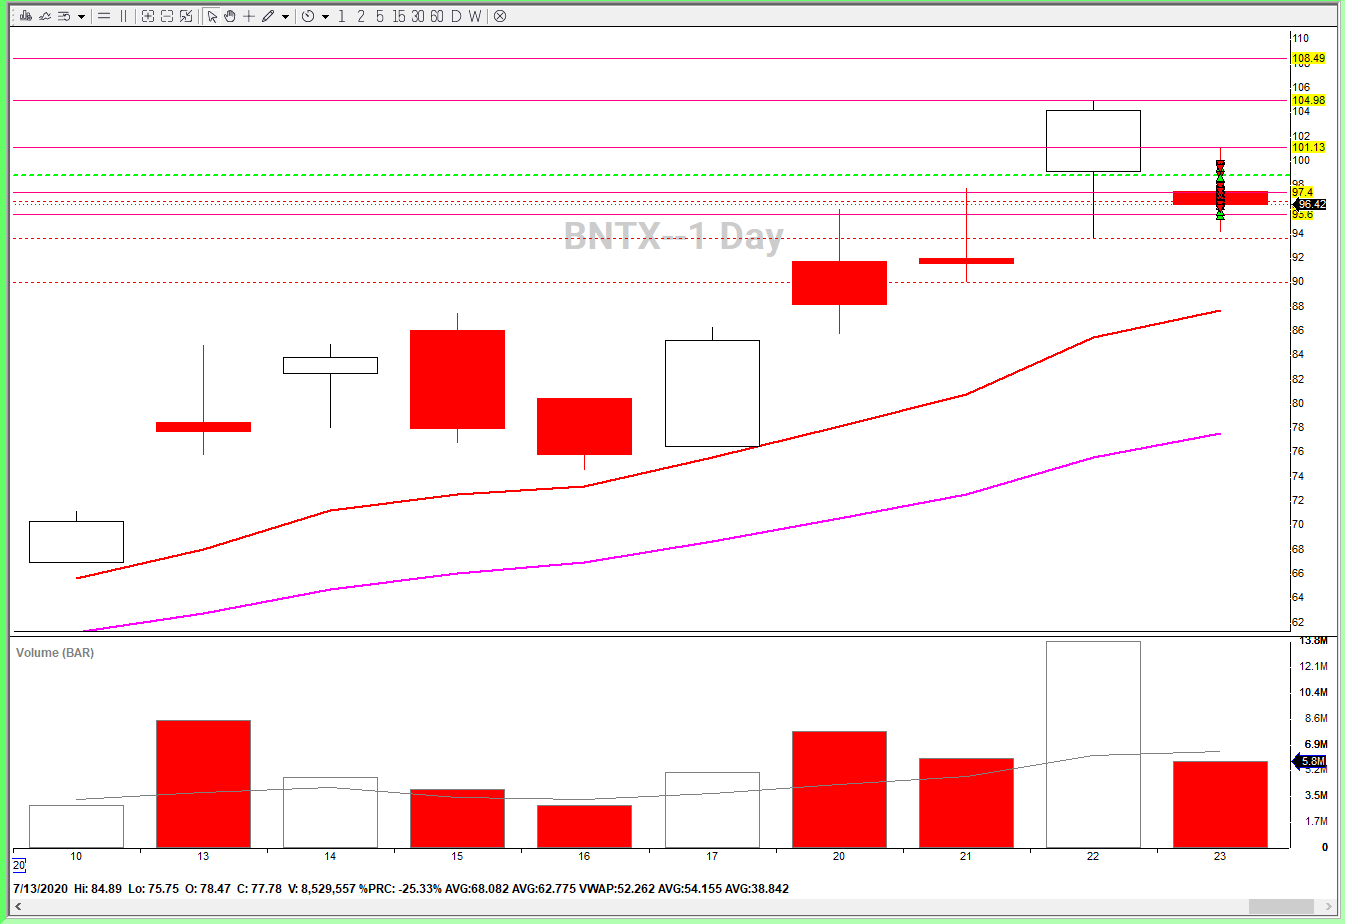 1 2 5 15 30 60 D W
BNTX--1 Day
110
108.49
106
104.98
104
102
101.13
100
98
97.4
96.42
95.6
94
92
90
88
86
84
82
80
78
76
74
72
70
68
66
64
62
Volume (BAR)
13.8M
12.1M
10.4M
8.6M
6.9M
5.8M
5.2M
3.5M
1.7M
0
10 13 14 15 16 17 20 21 22 23
20
7/13/2020 Hi: 84.89 Lo: 75.75 O: 78.47 C: 77.78 V: 8,529,557 %PRC: -25.33% AVG:68.082 AVG:62.775 VWAP:52.262 AVG:54.155 AVG:38.842